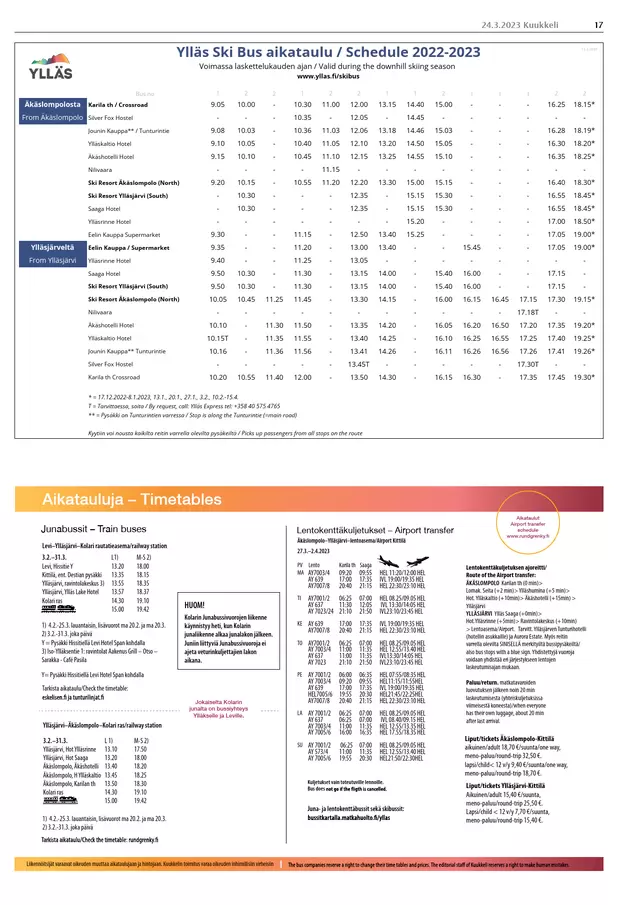 24.3.2023 Kuukkeli 17
YLLÄS
Ylläs Ski Bus aikataulu / Schedule 2022-2023
Voimassa laskettelukauden ajan / Valid during the downhill skiing season
www.yllas.fi/skibus
Bus no 1 2 2 1 1 2 1 1 2 1 1 2 2 2
Äkäslompolosta Karila th / Crossroad 9.05 10.00 - 10.30 11.00 12.00 13.15 14.40 15.00 - - - 16.25 18.15*
From Äkäslompolo Silver Fox Hostel - - - 10.35 - 12.05 - 14.45 - - - - - -
Jounin Kauppa** / Tunturintie 9.08 10.03 - 10.36 11.03 12.06 13.18 14.46 15.03 - - - 16.28 18.19*
Ylläskaltio Hotel 9.10 10.05 - 10.40 11.05 12.10 13.20 14.50 15.05 - - - 16.30 18.20*
Äkäshotelli Hotel 9.15 10.10 - 10.45 11.10 12.15 13.25 14.55 15.10 - - - 16.35 18.25*
Nilivaara - - - - 11.15 - - - - - - - - -
Ski Resort Äkäslompolo (North) 9.20 10.15 - 10.55 11.20 12.20 13.30 15.00 15.15 - - - 16.40 18.30*
Ski Resort Ylläsjärvi (South) - 10.30 - - - 12.35 - 15.15 15.30 - - - 16.55 18.45*
Saaga Hotel - 10.30 - - - 12.35 - 15.15 15.30 - - - 16.55 18.45*
Ylläsrinne Hotel - - - - - - - 15.20 - - - - 17.00 18.50*
Eelin Kauppa Supermarket 9.30 - - 11.15 - 12.50 13.40 15.25 - - - - 17.05 19.00*
Ylläsjärveltä Eelin Kauppa / Supermarket 9.35 - - 11.20 - 13.00 13.40 - - 15.45 - - 17.05 19.00*
From Ylläsjärvi Ylläsrinne Hotel 9.40 - - 11.25 - 13.05 - - - - - - - -
Saaga Hotel 9.50 10.30 - 11.30 - 13.15 14.00 - 15.40 16.00 - - 17.15 -
Ski Resort Ylläsjärvi (South) 9.50 10.30 - 11.30 - 13.15 14.00 - 15.40 16.00 - - 17.15 -
Ski Resort Äkäslompolo (North) 10.05 10.45 11.25 11.45 - 13.30 14.15 - 16.00 16.15 16.45 17.15 17.30 19.15*
Nilivaara - - - - - - - - - - - 17.18T - -
Äkäshotelli Hotel 10.10 - 11.30 11.50 - 13.35 14.20 - 16.05 16.20 16.50 17.20 17.35 19.20*
Ylläskaltio Hotel 10.15T - 11.35 11.55 - 13.40 14.25 - 16.10 16.25 16.55 17.25 17.40 19.25*
Jounin Kauppa** Tunturintie 10.16 - 11.36 11.56 - 13.41 14.26 - 16.11 16.26 16.56 17.26 17.41 19.26*
Silver Fox Hostel - - - - - 13.45T - - - - - 17.30T - -
Karila th Crossroad 10.20 10.55 11.40 12.00 - 13.50 14.30 - 16.15 16.30 - 17.35 17.45 19.30*
* = 17.12.2022-8.1.2023, 13.1., 20.1., 27.1., 3.2., 10.2.-15.4.
T = Tarvittaessa, soita / By request, call: Ylläs Express tel: +358 40 575 4765
** = Pysäkki on Tunturintien varressa / Stop is along the Tunturintie (=main road)
Kyytiin voi nousta kaikilta reitin varrella olevilta pysäkeiltä / Picks up passengers from all stops on the route
Aikatauluja – Timetables
Aikataulut
Airport transfer
schedule
www.rundgrenky.fi
Junabussit – Train buses
Levi–Ylläsjärvi–Kolari rautatieasema/railway station
3.2.–31.3. L 1) M-S 2)
Levi, Hissitie Y 13.20 18.00
Kittilä, ent. Destian pysäkki 13.35 18.15
Ylläsjärvi, ravintolakeskus 3) 13.55 18.35
Ylläsjärvi, Ylläs Lake Hotel 13.57 18.37
Kolari ras 14.30 19.10
15.00 19.42
1) 4.2.-25.3. lauantaisin, lisävuorot ma 20.2. ja ma 20.3.
2) 3.2.-31.3. joka päivä
Y = Pysäkki Hissitiellä Levi Hotel Span kohdalla
3) Iso-Ylläksentie 1: ravintolat Aakenus Grill – Otso –
Sarakka - Café Pasila
Y= Pysäkki Hissitiellä Levi Hotel Span kohdalla
Tarkista aikataulu/Check the timetable:
eskelisen.fi ja tunturilinjat.fi
Ylläsjärvi–Äkäslompolo–Kolari ras/railway station
3.2.–31.3. L 1) M-S 2)
Ylläsjärvi, Hot Yllasrinne 13.10 17.50
Ylläsjärvi, Hot Saaga 13.20 18.00
Äkäslompolo, Äkäshotelli 13.40 18.20
Äkäslompolo, H Ylläskaltio 13.45 18.25
Äkäslompolo, Karilan th 13.50 18.30
Kolari ras 14.30 19.10
15.00 19.42
1) 4.2.-25.3. lauantaisin, lisävuorot ma 20.2. ja ma 20.3.
2) 3.2.-31.3. joka päivä
Tarkista aikataulu/Check the timetable: rundgrenky.fi
HUOM!
Kolarin Junabussivuorojen liikenne
käynnistyy heti, kun Kolarin
junaliikenne alkaa junalakon jälkeen.
Juniin liittyviä Junabussivuoroja ei
ajeta veturinkuljettajien lakon
aikana.
Jokaiselta Kolarin
junalta on bussiyhteys
Ylläkselle ja Leville.
Lentokenttäkuljetukset – Airport transfer
Äkäslompolo–Ylläsjärvi–lentoasema/Airport Kittilä
27.3.–2.4.2023
PV Lento Karila th Saaga
MA AY7003/4 09:20 09:55 HEL 11:20/12:00 HEL
AY 639 17:00 17:35 IVL 19:00/19:35 HEL
AY7007/8 20:40 21:15 HEL 22:30/23:10 HEL
TI AY7001/2 06:25 07:00 HEL 08.25/09.05 HEL
AY 637 11:30 12:05 IVL 13:30/14:05 HEL
AY 7023/24 21:10 21:50 IVL23:10/23:45 HEL
KE AY 639 17:00 17:35 IVL 19:00/19:35 HEL
AY7007/8 20:40 21:15 HEL 22:30/23:10 HEL
TO AY7001/2 06:25 07:00 HEL 08.25/09.05 HEL
AY 7003/4 11:00 11:35 HEL 12:55/13:35 HEL
AY 637 11:00 11:35 IVL13:30/14:05 HEL
AY 7023 21:10 21:50 IVL23:10/23:45 HEL
PE AY 7001/2 06:00 06:35 HEL 07:55/08:35 HEL
AY 7003/4 09:20 09:55 HEL11:15/11:55HEL
AY 639 17:00 17:35 IVL 19:00/19:35 HEL
HEL7005/6 19:55 20:30 HEL21:45/22:25HEL
AY7007/8 20:40 21:15 HEL 22:30/23:10 HEL
LA AY 7001/2 06:25 07:00 HEL 08.25/09.05 HEL
AY 637 06:25 07:00 IVL 08:40/09.15 HEL
AY 7003/4 11:00 11:35 HEL 12:55/13:35 HEL
AY 7005/6 16:00 16:35 HEL 17:55/18:35 HEL
SU AY 7001/2 06:25 07:00 HEL 08.25/09.05 HEL
AY 573/4 11:00 11:35 HEL 12:55/13:40 HEL
AY 7005/6 19:55 20:30 HEL21:50/22:30HEL
Kuljetukset vain toteutuville lennoille.
Bus does not go if the fligth is cancelled.
Juna- ja lentokenttäbussit sekä skibussit:
bussitkartalla.matkahuolto.fi/yllas
Lentokenttäkuljetuksen ajoreitti/
Route of the Airport transfer:
ÄKÄSLOMPOLO Karilan th (0 min)>
Lomak. Seita (=2 min) > Yläshumina (+5 min)>
Hot. Ylläskaltio (+10min)> Äkäshotelli (+15min) >
Ylläsjärvi
YLLÄSJÄRVI Ylläs Saaga (=0min)>
Hot.Yllasrinne (+5min)> Ravintolakeskus (+10min)
> Lentoasema/Airport. Tarvitt. Ylläsjärven Tuntunhotelli
(hotellin asiakkaille) ja Aurora Estate. Myös reitin
varrella olevilta SINISELLÄ merkityiltä bussipysäkeiltä/
also bus stops with a blue sign. Yhdistettyjä vuoroja
voidaan yhdistää eri järjestykseen lentojen
laskeutumisajan mukaan.
Paluu/return. matkatavaroiden
luovutuksen jälkeen noin 20 min
laskeutumisesta (yhteiskuljetuksissa
viimeisestä koneesta)/when everyone
has their own luggage, about 20 min
after last arrival.
Liput/tickets Äkäslompolo-Kittilä
aikuinen/adult 18,70 €/suunta/one way,
meno-paluu/round-trip 32,50 €.
lapsi/child< 12 v/y 9,40 €/suunta/one way,
meno-paluu/round-trip 18,70 €.
Liput/tickets Ylläsjärvi-Kittilä
Aikuinen/adult 15,40 €/suunta,
meno-paluu/round-trip 25,50 €.
Lapsi/child < 12 v/y 7,70 €/suunta,
meno-paluu/round-trip 15,40 €.
Liikennöitsijät varaavat oikeuden muuttaa aikataulujaan ja hintojaan. Kuukkelin toimitus varaa oikeuden inhimillisiin virheisiin | The bus companies reserve a right to change their time tables and prices. The editorial staff of Kuukkeli reserves a right to make human mistakes.